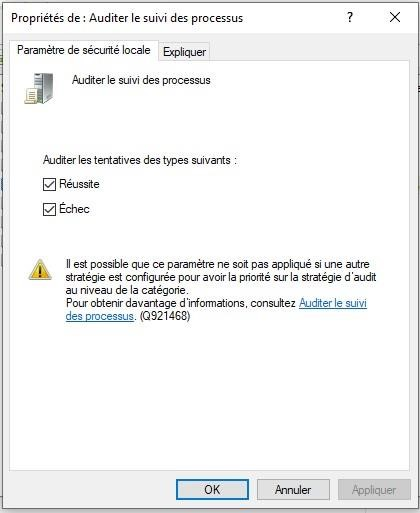 Propriétés de : Auditer le suivi des processus
Paramètre de sécurité locale
Expliquer
Auditer le suivi des processus
Auditer les tentatives des types suivants :
Réussite
Échec
Il est possible que ce paramètre ne soit pas appliqué si une autre
stratégie est configurée pour avoir la priorité sur la stratégie d'audit
au niveau de la catégorie.
Pour obtenir davantage d'informations, consultez Auditer le suivi
des processus. (Q921468)
OK
Annuler
Appliquer